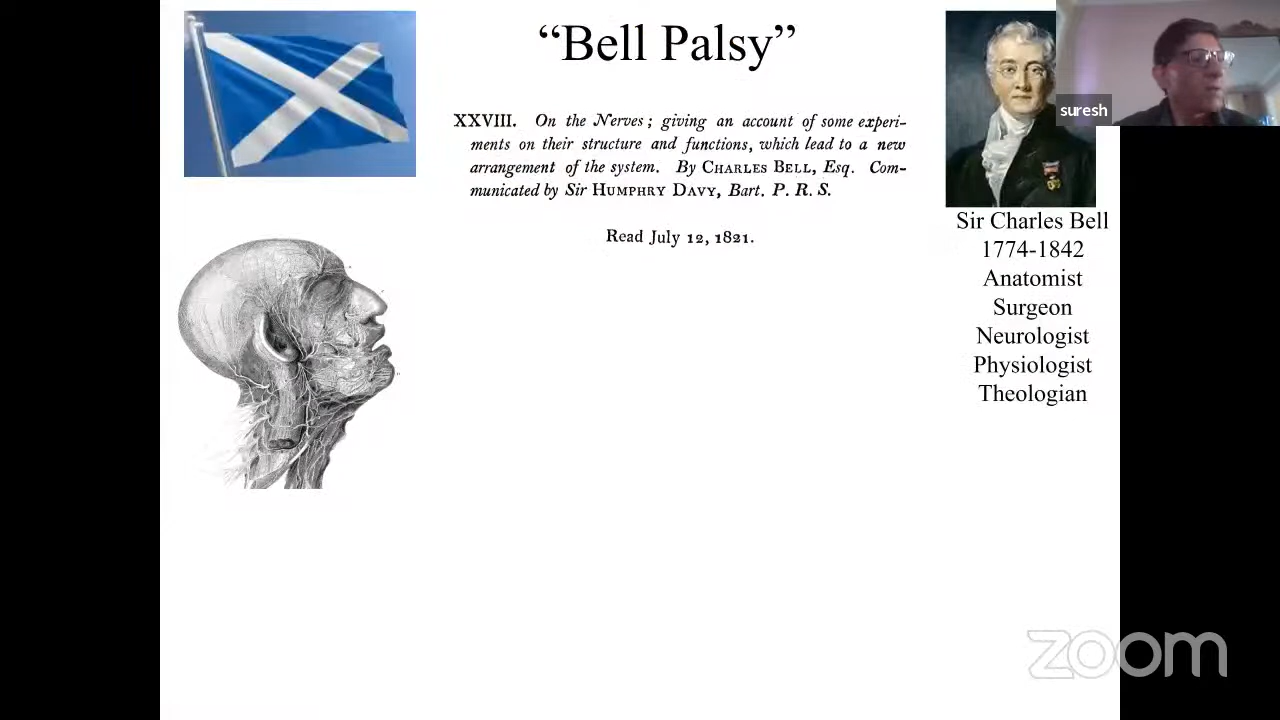 “Bell Palsy”
XXVIII. On the Nerves; giving an account of some experi-
ments on their structure and functions, which lead to a new
arrangement of the system. By CHARLES BELL, Esq. Com-
municated by Sir HUMPHRY DAVY, Bart. P. R. S.
Read July 12, 1821.
suresh
Sir Charles Bell
1774-1842
Anatomist
Surgeon
Neurologist
Physiologist
Theologian
zoom